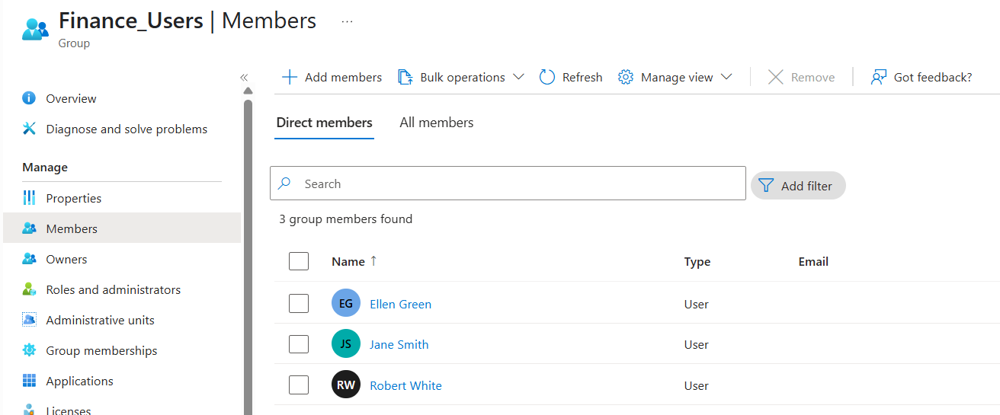 Finance_Users | Members ...
Group
«
Add members Bulk operations Refresh Manage view Remove Got feedback?
Overview
Diagnose and solve problems
Manage
Properties
Members
Owners
Roles and administrators
Administrative units
Group memberships
Applications
Licenses
Direct members All members
Search Add filter
3 group members found
Name ↑ Type Email
EG Ellen Green User
JS Jane Smith User
RW Robert White User